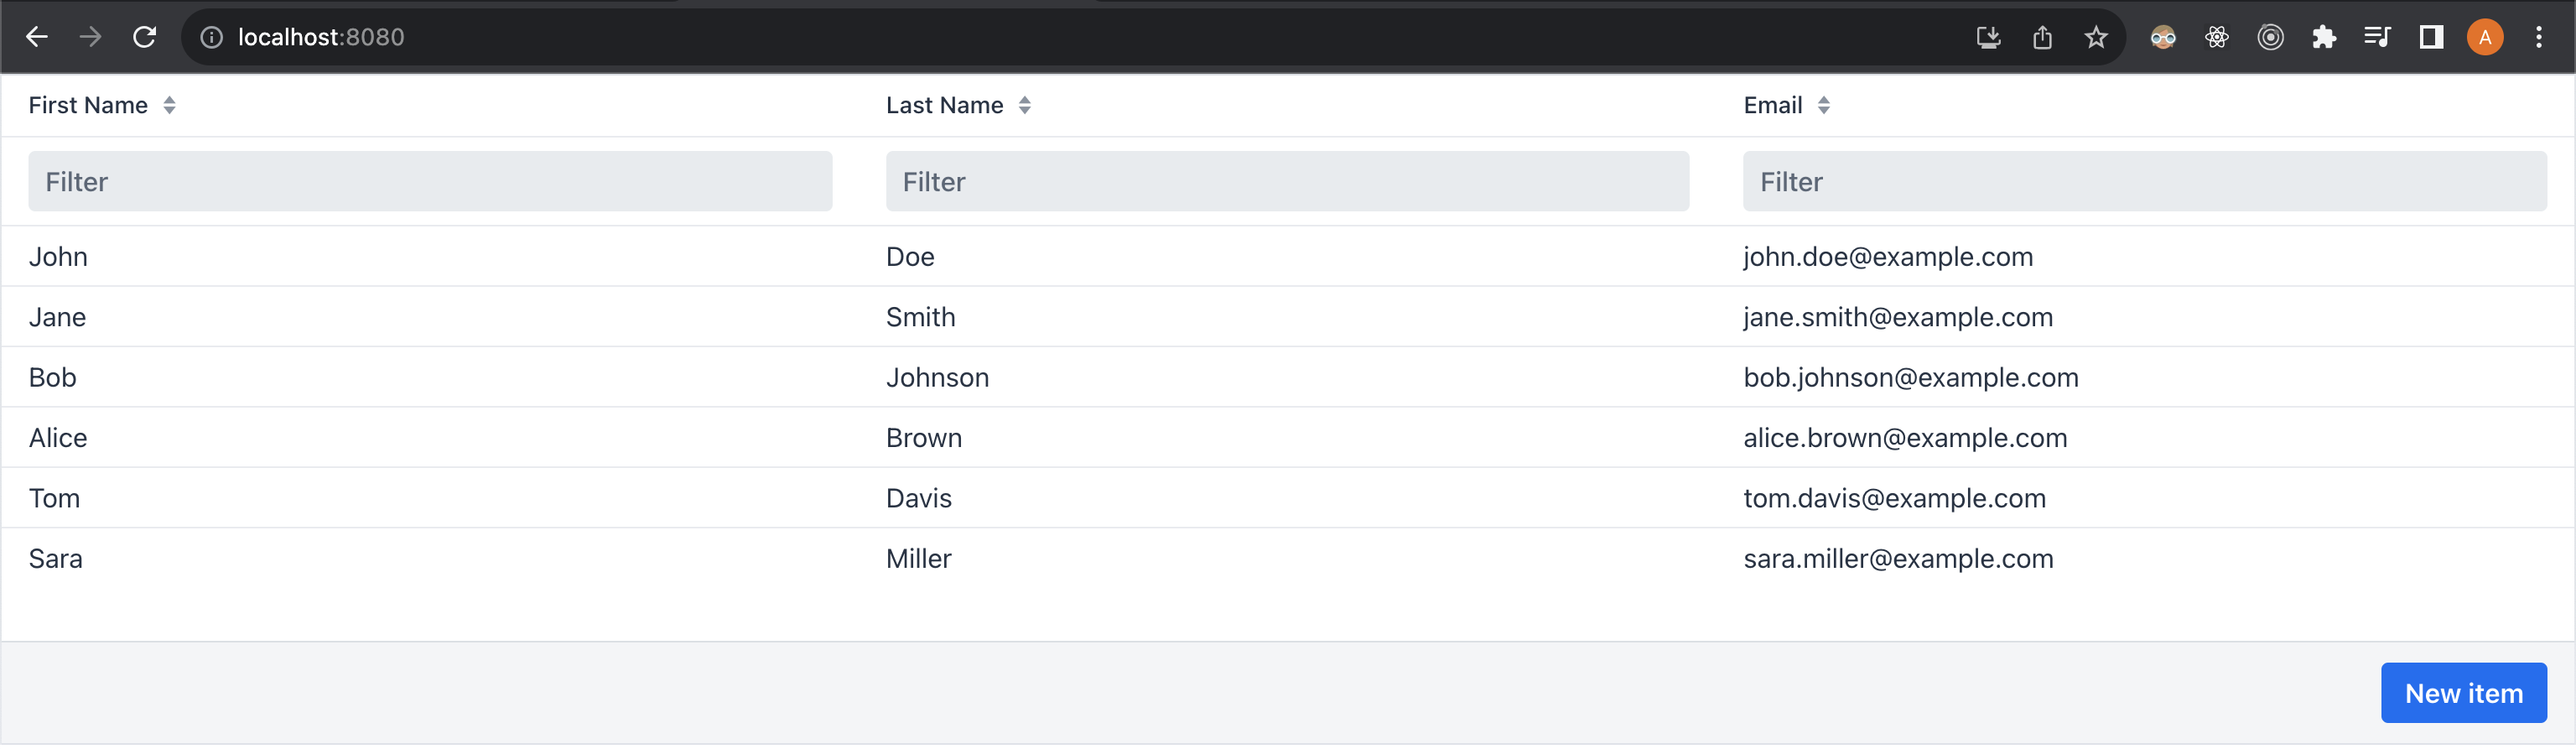 localhost:8080
A
First Name Last Name Email
Filter Filter Filter
John Doe john.doe@example.com
Jane Smith jane.smith@example.com
Bob Johnson bob.johnson@example.com
Alice Brown alice.brown@example.com
Tom Davis tom.davis@example.com
Sara Miller sara.miller@example.com
New item